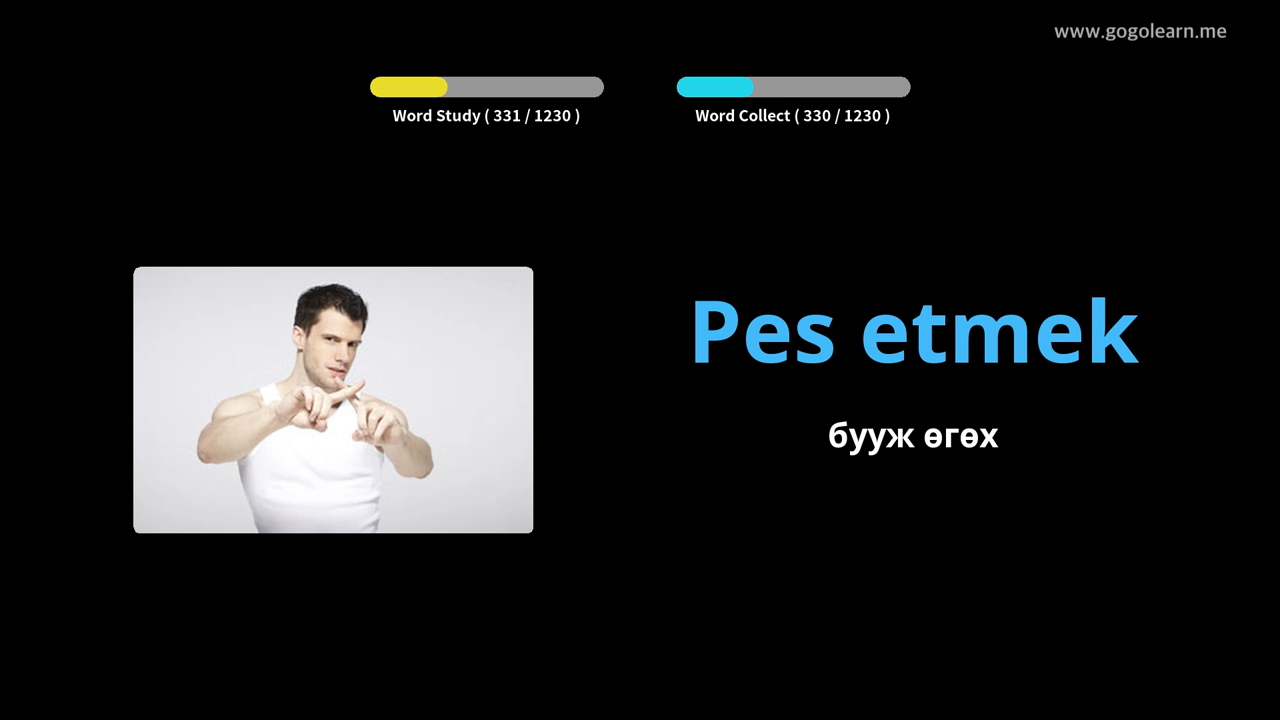 www.gogolearn.me
Word Study ( 331 / 1230 )
Word Collect ( 330 / 1230 )
Pes etmek
бууж өгөх